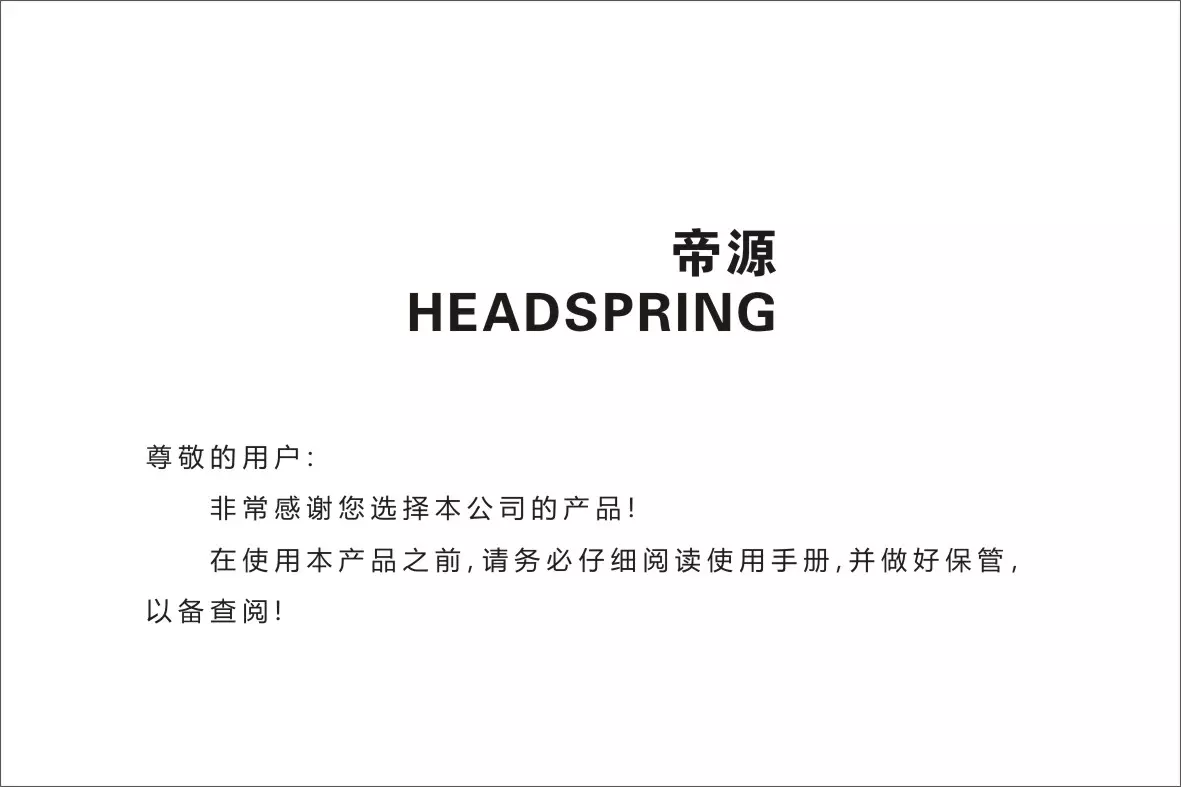 帝源
HEADSPRING
尊敬的用户:
非常感谢您选择本公司的产品!
在使用本产品之前,请务必仔细阅读使用手册,并做好保管,
以备查阅!